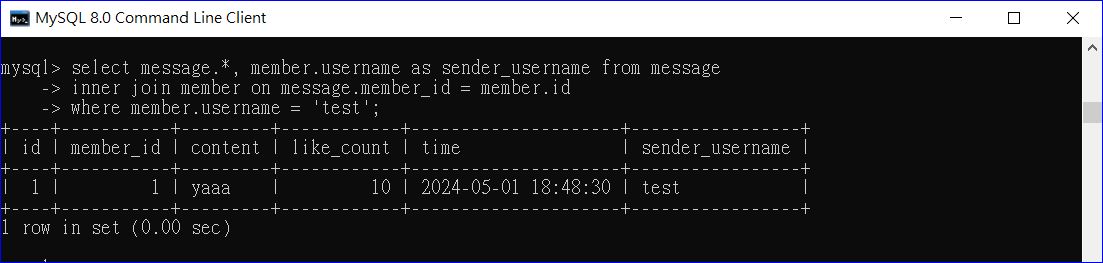 MySQL 8.0 Command Line Client
mysql> select message.*, member.username as sender_username from message
    -> inner join member on message.member_id = member.id
    -> where member.username = 'test';
+----+-----------+---------+------------+---------------------+-----------------+
| id | member_id | content | like_count | time                | sender_username |
+----+-----------+---------+------------+---------------------+-----------------+
|  1 |         1 | yaaa    |         10 | 2024-05-01 18:48:30 | test            |
+----+-----------+---------+------------+---------------------+-----------------+
1 row in set (0.00 sec)